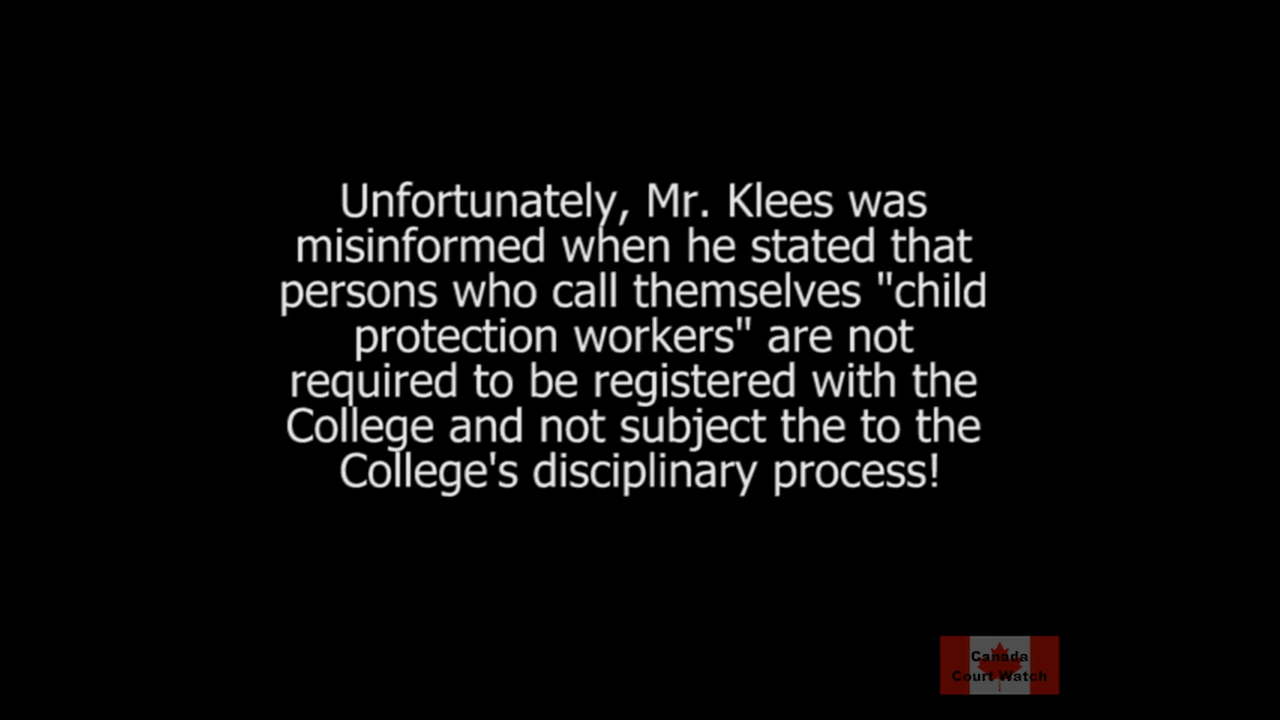 Unfortunately, Mr. Klees was
misinformed when he stated that
persons who call themselves "child
protection workers" are not
required to be registered with the
College and not subject the to the
College's disciplinary process!
Canada
Court Watch